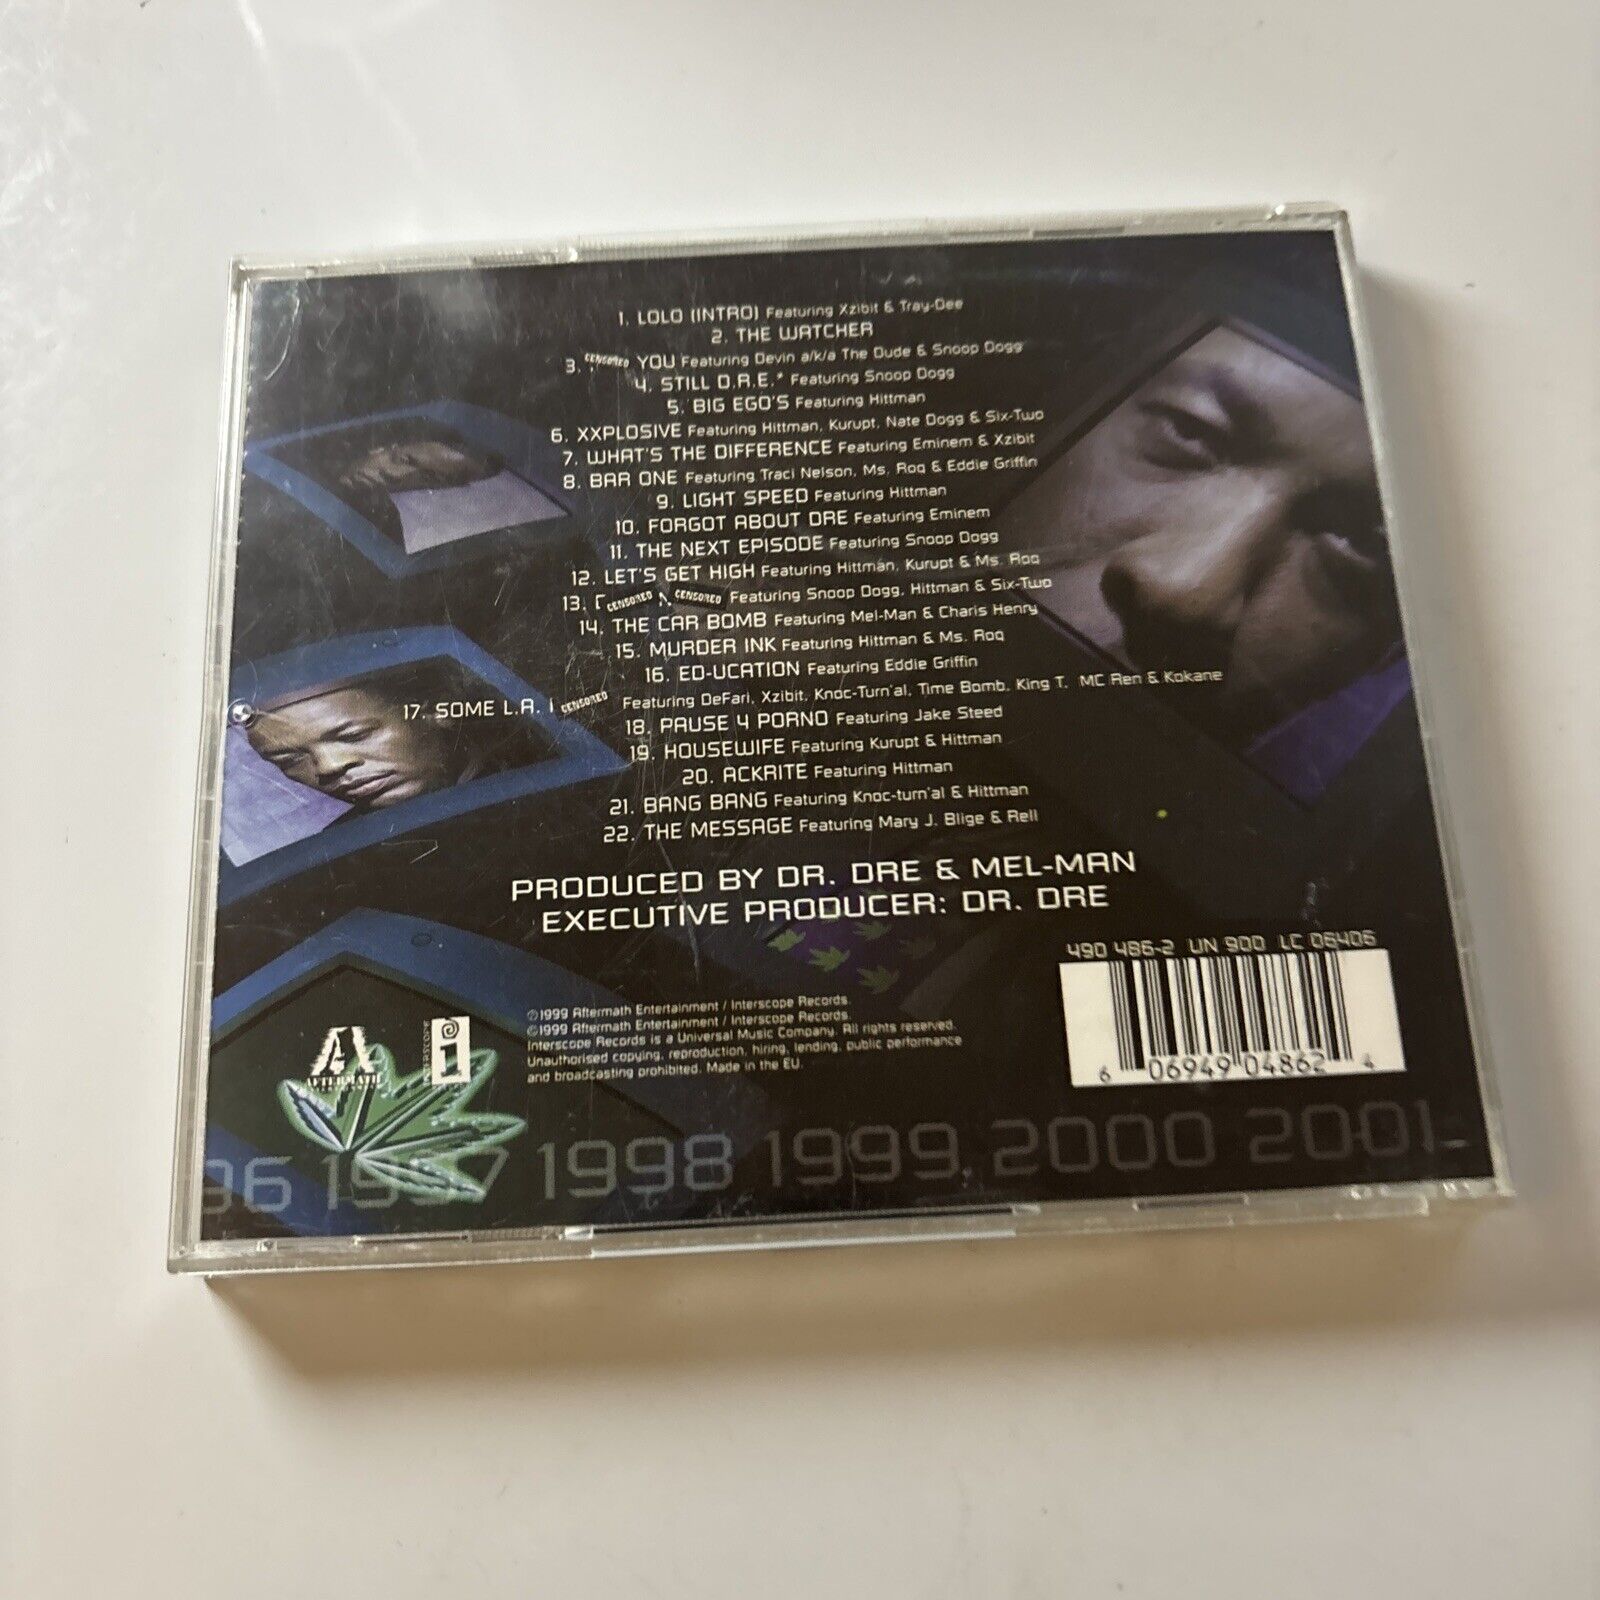 1. LOLO (INTRO) Featuring Xzibit & Tray-Dee
2. THE WATCHER
3. CENSORED YOU Featuring Devin a/k/a The Dude & Snoop Dogg
4. STILL D.R.E.* Featuring Snoop Dogg
5. BIG EGO'S Featuring Hittman
6. XXPLOSIVE Featuring Hittman, Kurupt, Nate Dogg & Six-Two
7. WHAT'S THE DIFFERENCE Featuring Eminem & Xzibit
8. BAR ONE Featuring Traci Nelson, Ms. Roq & Eddie Griffin
9. LIGHT SPEED Featuring Hittman
10. FORGOT ABOUT DRE Featuring Eminem
11. THE NEXT EPISODE Featuring Snoop Dogg
12. LET'S GET HIGH Featuring Hittman, Kurupt & Ms. Roq
13. CENSORED CENSORED Featuring Snoop Dogg, Hittman & Six-Two
14. THE CAR BOMB Featuring Mel-Man & Charis Henry
15. MURDER INK Featuring Hittman & Ms. Roq
16. ED-UCATION Featuring Eddie Griffin
17. SOME L.A. CENSORED Featuring DeFari, Xzibit, Knoc-Turn'al, Time Bomb, King T, MC Ren & Kokane
18. PAUSE 4 PORNO Featuring Jake Steed
19. HOUSEWIFE Featuring Kurupt & Hittman
20. ACKRITE Featuring Hittman
21. BANG BANG Featuring Knoc-turn'al & Hittman
22. THE MESSAGE Featuring Mary J. Blige & Rell
PRODUCED BY DR. DRE & MEL-MAN
EXECUTIVE PRODUCER: DR. DRE
490 486-2 UN 900 LC 06406
6 06949 04862 4
℗1999 Aftermath Entertainment / Interscope Records.
©1999 Aftermath Entertainment / Interscope Records.
Interscope Records is a Universal Music Company. All rights reserved.
Unauthorised copying, reproduction, hiring, lending, public performance
and broadcasting prohibited. Made in the EU.
AFTERMATH
INTERSCOPE
96 1997 1998 1999 2000 2001